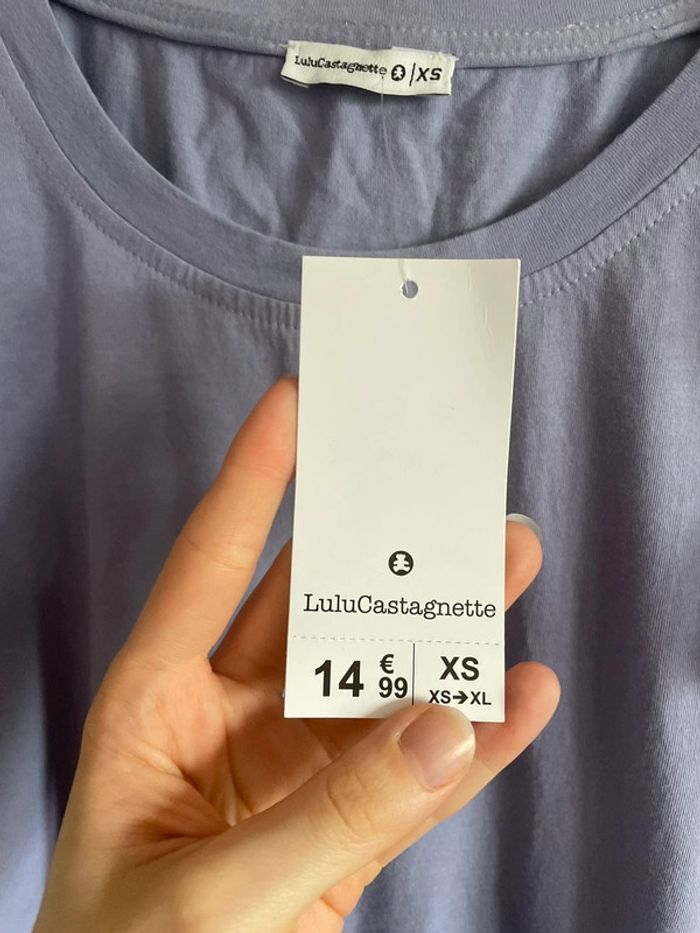 LuluCastagnette | XS
LuluCastagnette
14 € 99
XS
XS→XL